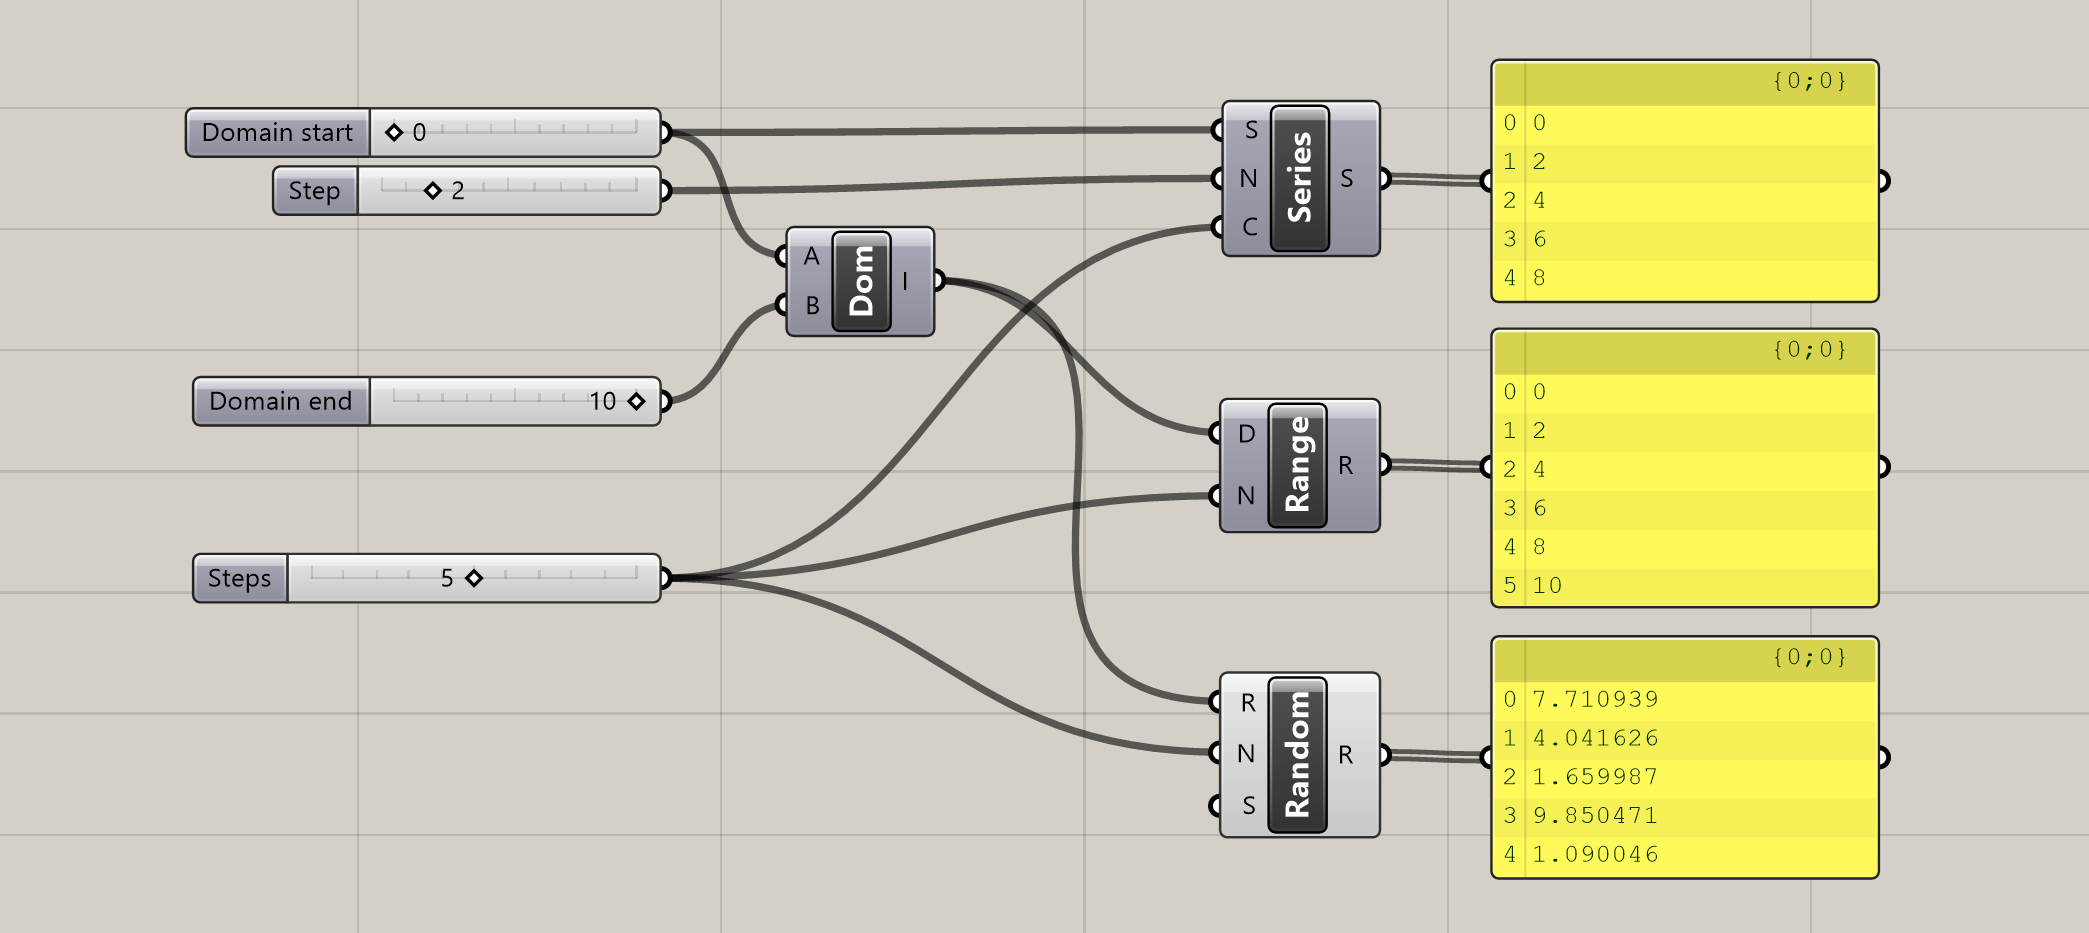 Domain start 0
Step 2
Domain end 10
Steps 5
A
B
Dom
I
S
N
C
Series
S
D
N
Range
R
R
N
S
Random
R
{0;0}
0 0
1 2
2 4
3 6
4 8
{0;0}
0 0
1 2
2 4
3 6
4 8
5 10
{0;0}
0 7.710939
1 4.041626
2 1.659987
3 9.850471
4 1.090046